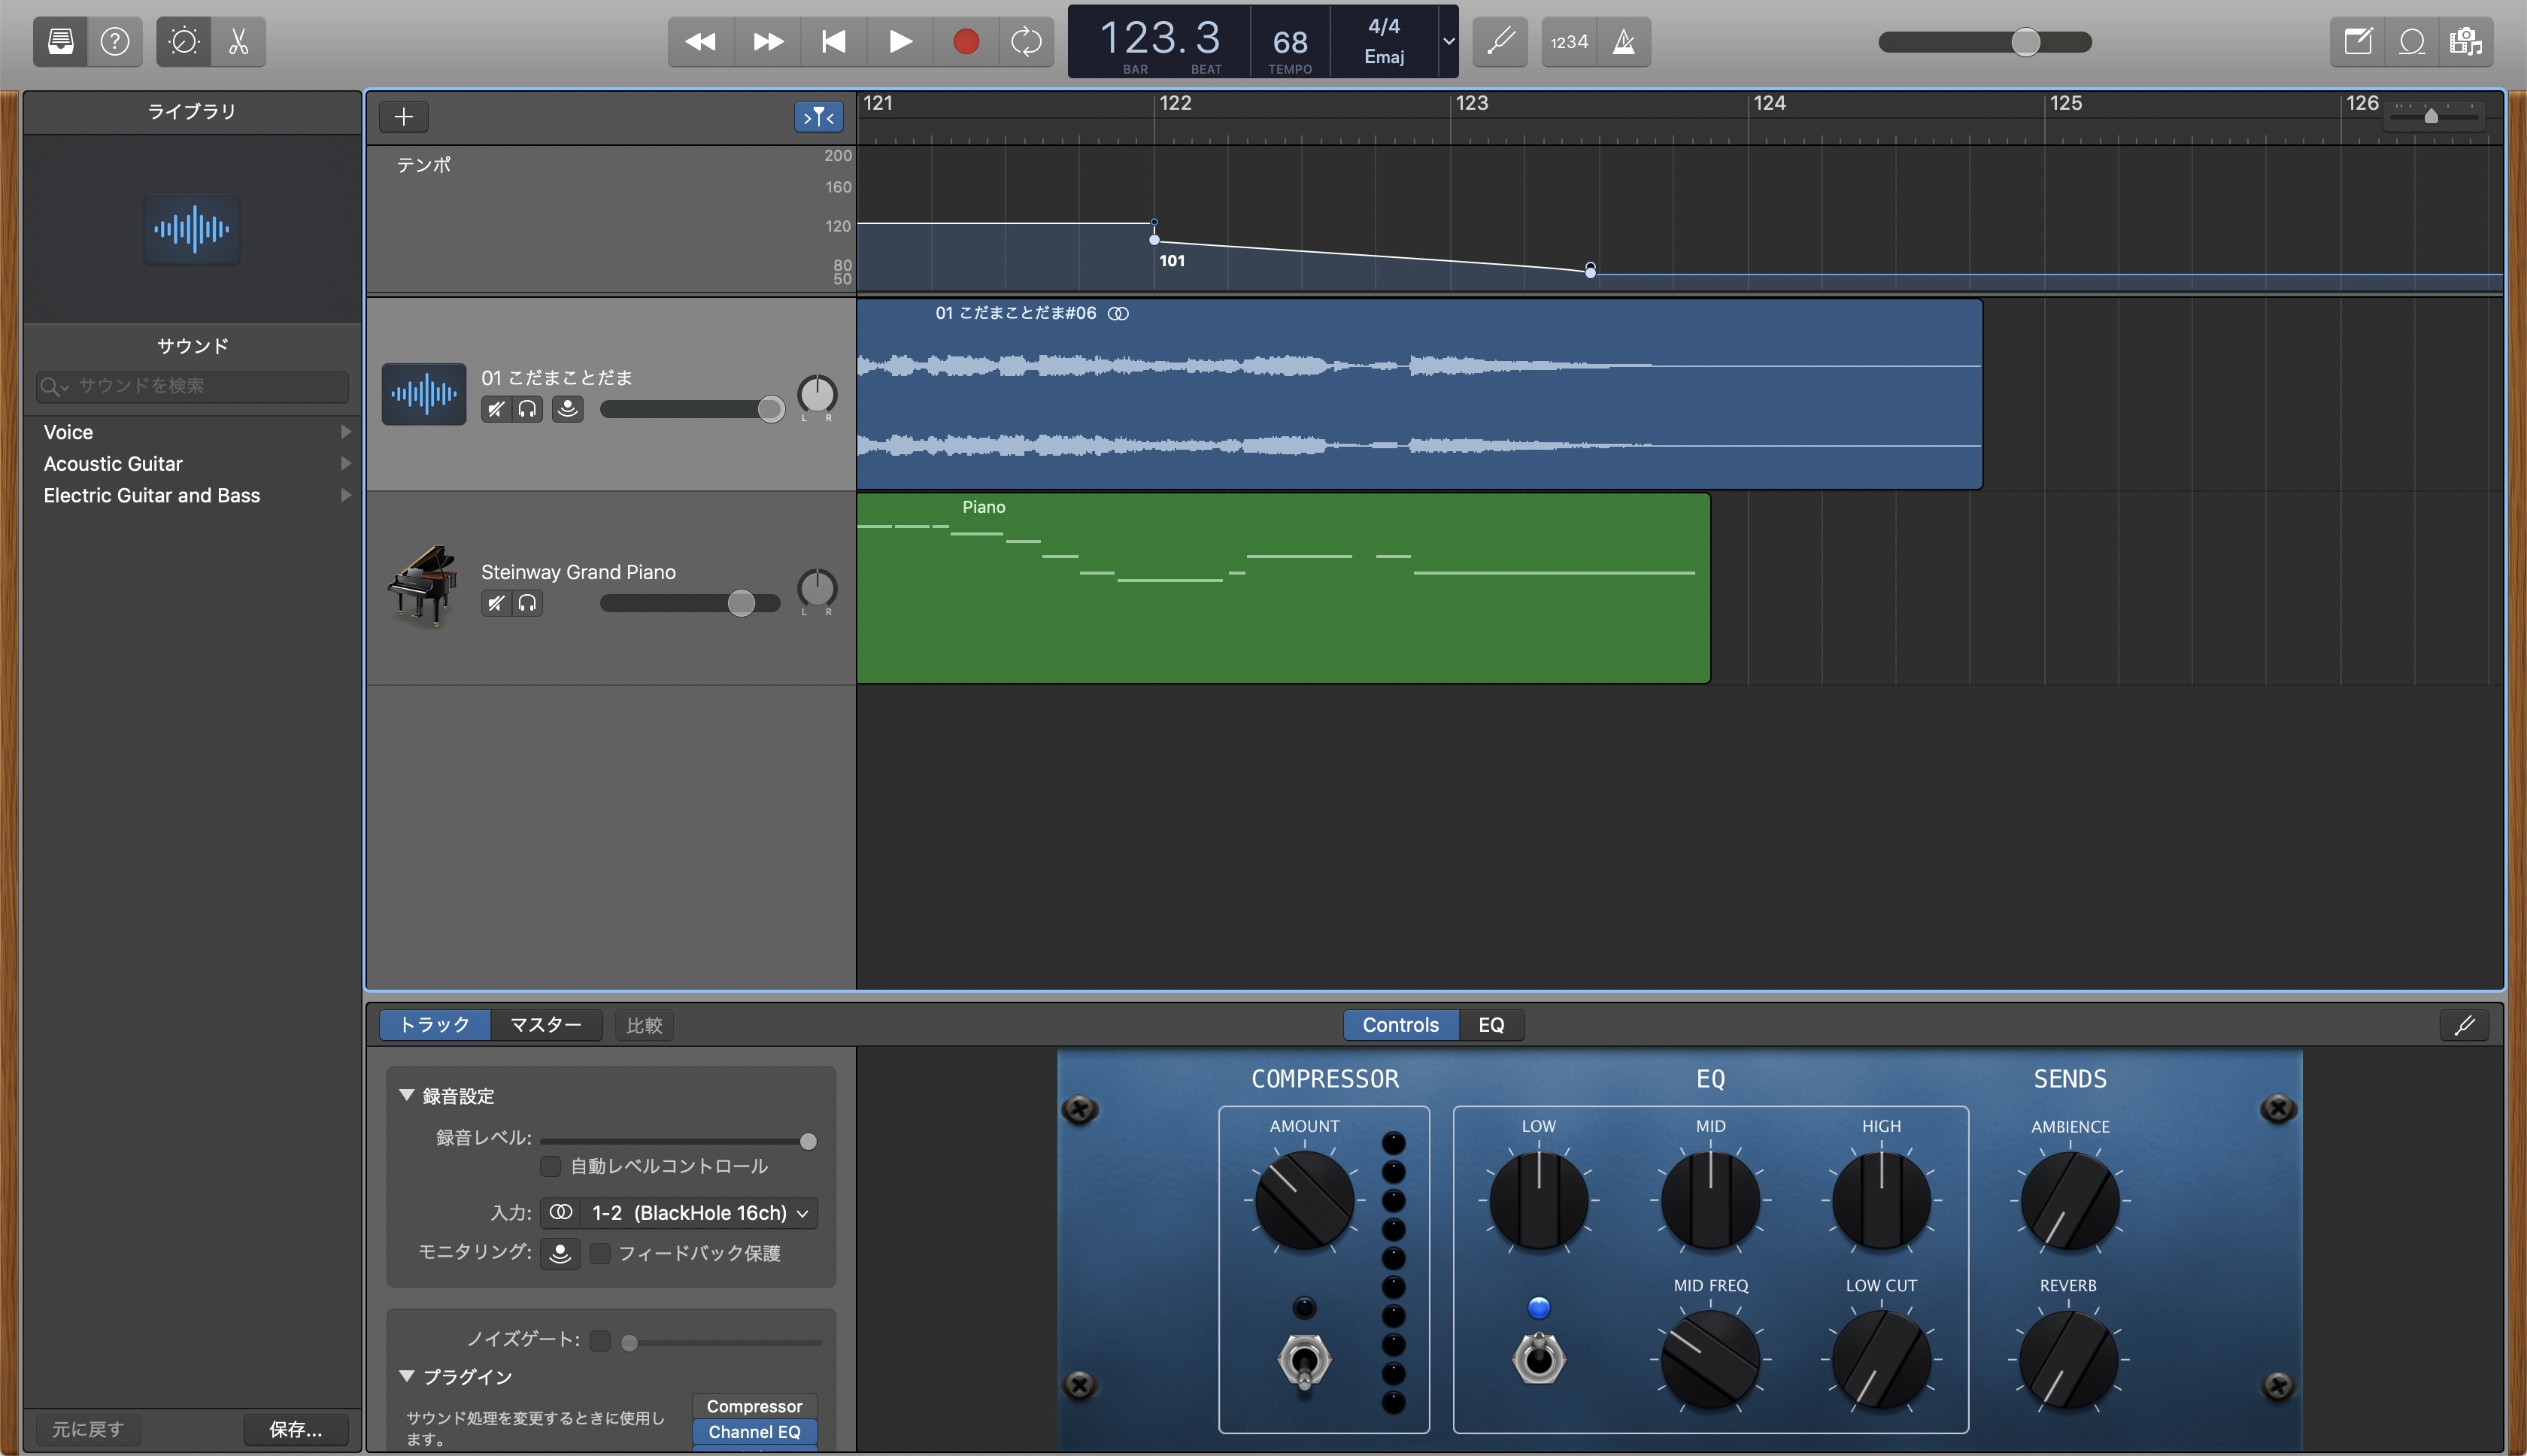 1234
123.3
BAR
BEAT
68
TEMPO
4/4
Emaj
ライブラリ
サウンド
サウンドを検索
Voice
Acoustic Guitar
Electric Guitar and Bass
元に戻す
保存...
121
122
123
124
125
126
テンポ
200
160
120
80
50
101
01 こだまことだま
L R
01 こだまことだま#06
Steinway Grand Piano
L R
Piano
トラック
マスター
比較
Controls
EQ
録音設定
録音レベル:
自動レベルコントロール
入力:
1-2 (BlackHole 16ch)
モニタリング:
フィードバック保護
ノイズゲート:
プラグイン
サウンド処理を変更するときに使用し
ます。
Compressor
Channel EQ
COMPRESSOR
AMOUNT
EQ
LOW
MID
HIGH
MID FREQ
LOW CUT
SENDS
AMBIENCE
REVERB